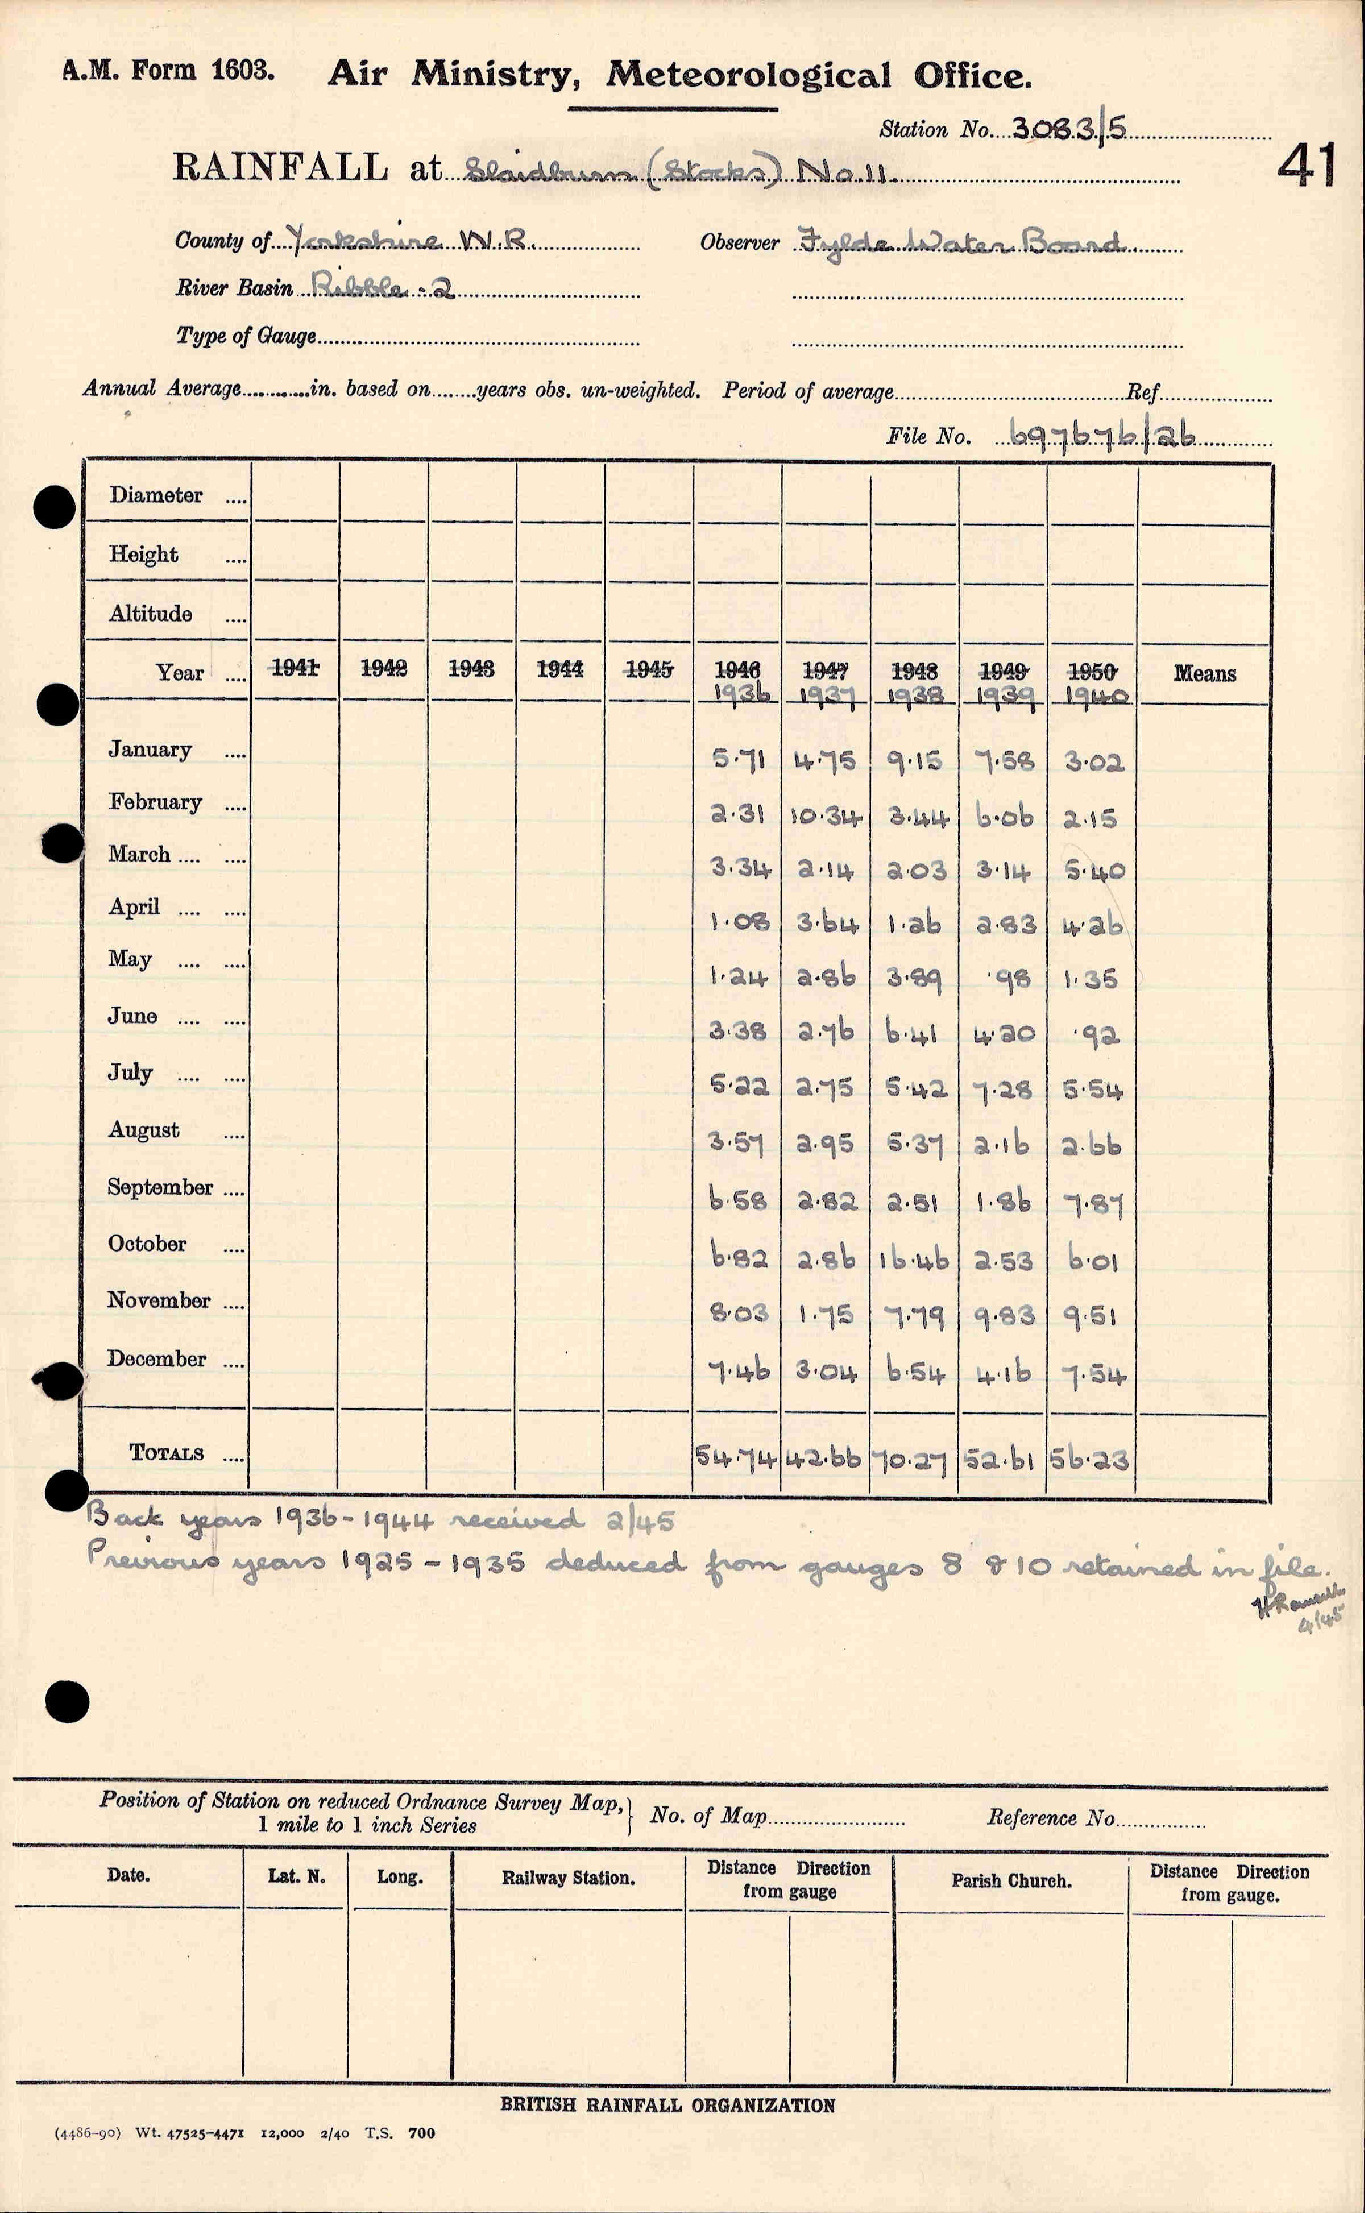 A.M. Form 1603. Air Ministry, Meteorological Office.
Station No. 3083/5
41
RAINFALL at Slaidburn (Stocks) No.11.
County of Yorkshire W.R. Observer Fylde Water Board.
River Basin Ribble - 2
Type of Gauge
Annual Average in. based on years obs. un-weighted. Period of average Ref
File No. 697676/26
Diameter
Height
Altitude
Year 1941 1942 1943 1944 1945 1946 1947 1948 1949 1950 Means
1936 1937 1938 1939 1940
January 5.71 4.75 9.15 7.58 3.02
February 2.31 10.34 3.44 6.06 2.15
March 3.34 2.14 2.03 3.14 5.40
April 1.08 3.64 1.26 2.83 4.26
May 1.24 2.86 3.89 .98 1.35
June 3.38 2.76 6.41 4.20 .92
July 5.22 2.75 5.42 7.28 5.54
August 3.57 2.95 5.37 2.16 2.66
September 6.58 2.82 2.51 1.86 7.87
October 6.82 2.86 16.46 2.53 6.01
November 8.03 1.75 7.79 9.83 9.51
December 7.46 3.04 6.54 4.16 7.54
TOTALS 54.74 42.66 70.27 52.61 56.23
Back years 1936-1944 received 2/45
Previous years 1925-1935 deduced from gauges 8 & 10 retained in file.
4/45
Position of Station on reduced Ordnance Survey Map, 1 mile to 1 inch Series No. of Map Reference No.
Date. Lat. N. Long. Railway Station. Distance Direction from gauge Parish Church. Distance Direction from gauge.
BRITISH RAINFALL ORGANIZATION
(4486-90) Wt. 47525-4471 12,000 2/40 T.S. 700